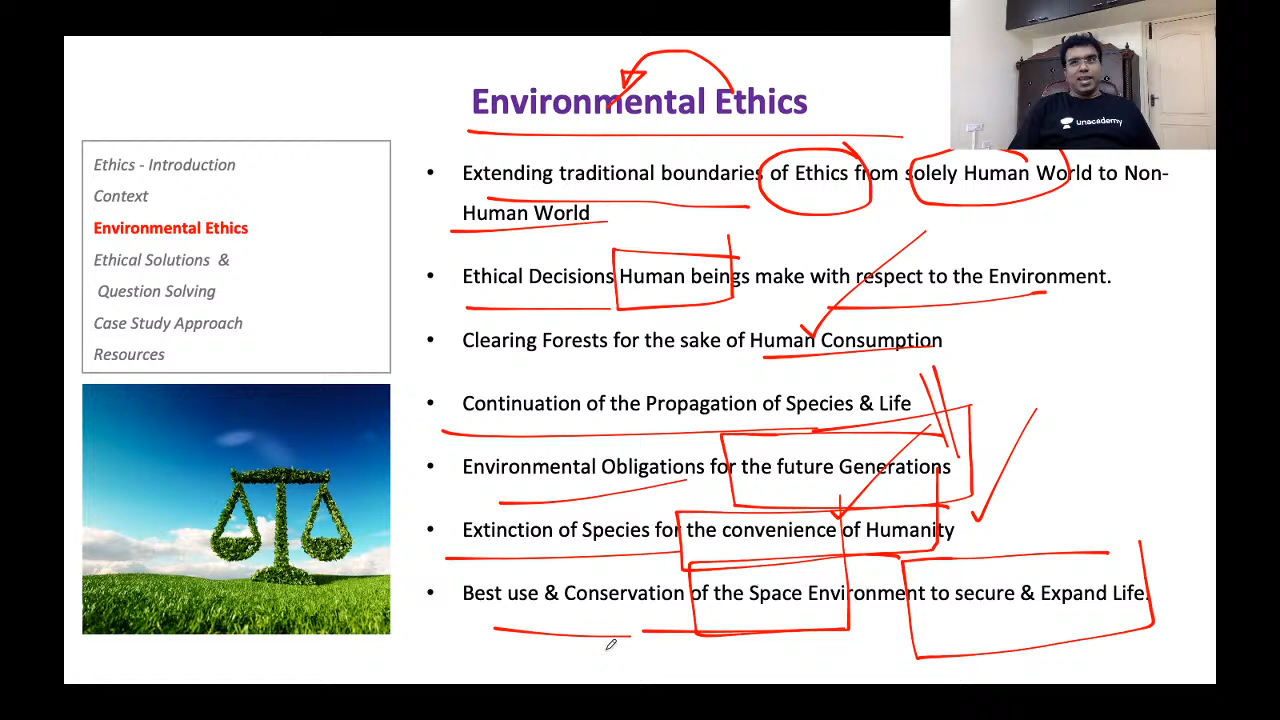 Environmental Ethics
unacademy
Ethics - Introduction
Context
Environmental Ethics
Ethical Solutions &
Question Solving
Case Study Approach
Resources
• Extending traditional boundaries of Ethics from solely Human World to Non-
Human World
• Ethical Decisions Human beings make with respect to the Environment.
• Clearing Forests for the sake of Human Consumption
• Continuation of the Propagation of Species & Life
• Environmental Obligations for the future Generations
• Extinction of Species for the convenience of Humanity
• Best use & Conservation of the Space Environment to secure & Expand Life.